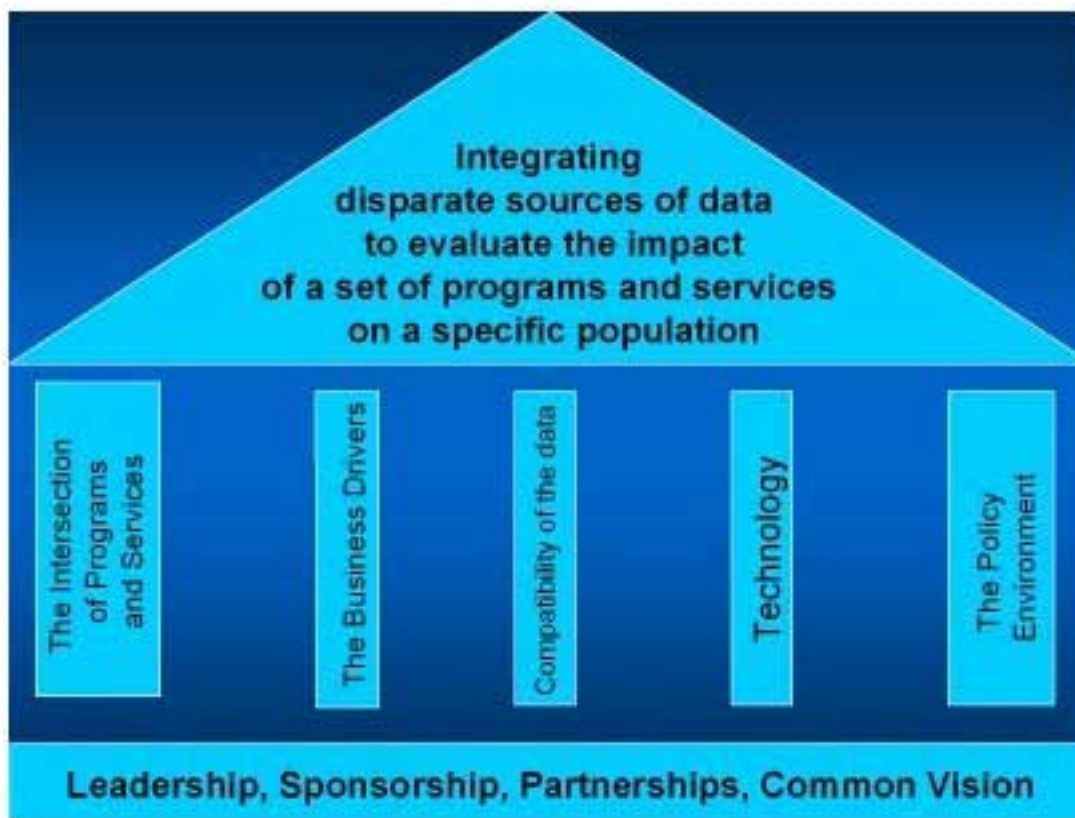 Integrating
disparate sources of data
to evaluate the impact
of a set of programs and services
on a specific population
The Intersection
of Programs
and Services
The Business Drivers
Compatibility of the data
Technology
The Policy
Environment
Leadership, Sponsorship, Partnerships, Common Vision